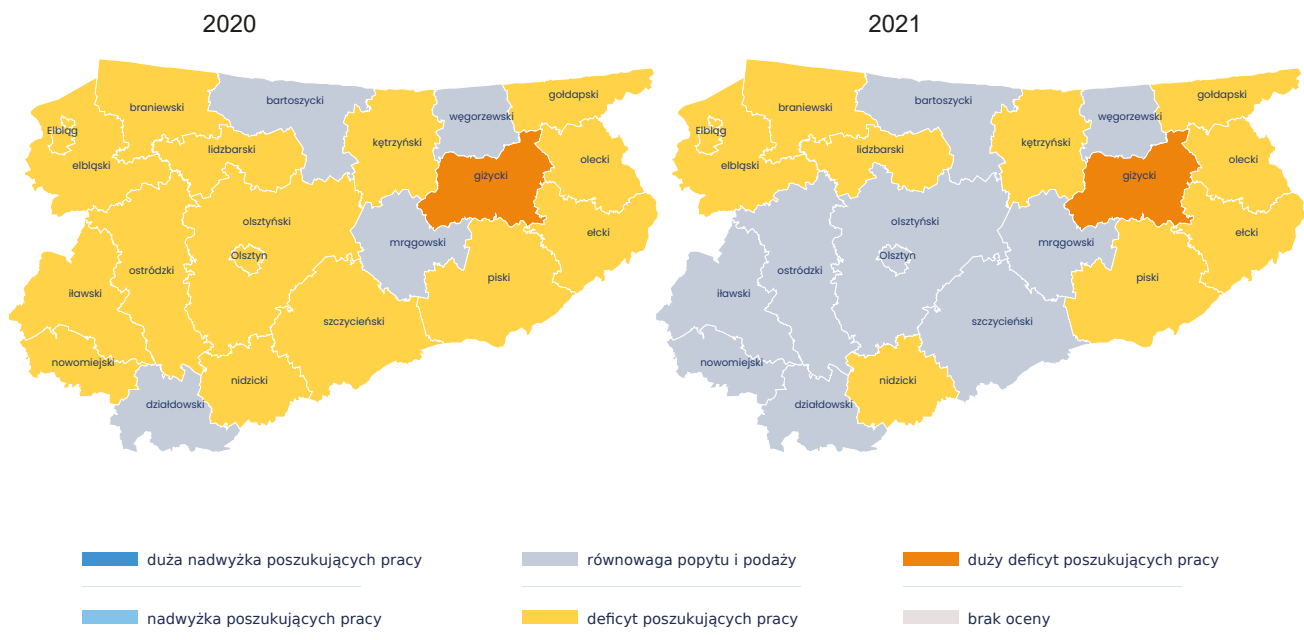 2020
2021
gołdapski
bartoszycki
braniewski
węgorzewski
Elbląg
kętrzyński
lidzbarski
olecki
elbląski
giżycki
olsztyński
ełcki
mrągowski
Olsztyn
ostródzki
piski
iławski
szczycieński
nowomiejski
nidzicki
działdowski
gołdapski
bartoszycki
braniewski
węgorzewski
Elbląg
kętrzyński
lidzbarski
olecki
elbląski
giżycki
olsztyński
ełcki
mrągowski
Olsztyn
ostródzki
piski
iławski
szczycieński
nowomiejski
nidzicki
działdowski
duża nadwyżka poszukujących pracy
równowaga popytu i podaży
duży deficyt poszukujących pracy
nadwyżka poszukujących pracy
deficyt poszukujących pracy
brak oceny